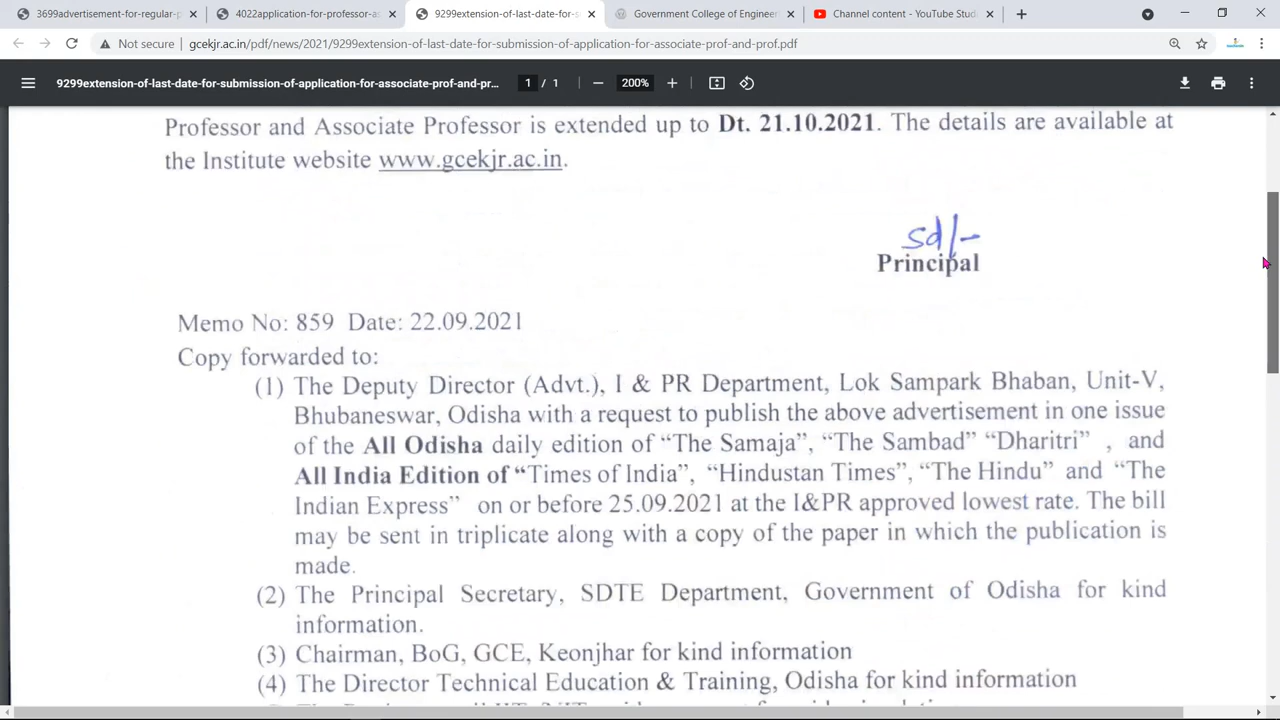 3699advertisement-for-regular-p
4022application-for-professor-as
9299extension-of-last-date-for-s
Government College of Engineer
Channel content - YouTube Stud
Not secure
gcekjr.ac.in/pdf/news/2021/9299extension-of-last-date-for-submission-of-application-for-associate-prof-and-prof.pdf
9299extension-of-last-date-for-submission-of-application-for-associate-prof-and-pr...
1 / 1
200%
Professor and Associate Professor is extended up to Dt. 21.10.2021. The details are available at
the Institute website www.gcekjr.ac.in.
sd/-
Principal
Memo No: 859 Date: 22.09.2021
Copy forwarded to:
(1) The Deputy Director (Advt.), I & PR Department, Lok Sampark Bhaban, Unit-V,
Bhubaneswar, Odisha with a request to publish the above advertisement in one issue
of the All Odisha daily edition of “The Samaja”, “The Sambad” “Dharitri” , and
All India Edition of “Times of India”, “Hindustan Times”, “The Hindu” and “The
Indian Express” on or before 25.09.2021 at the I&PR approved lowest rate. The bill
may be sent in triplicate along with a copy of the paper in which the publication is
made.
(2) The Principal Secretary, SDTE Department, Government of Odisha for kind
information.
(3) Chairman, BoG, GCE, Keonjhar for kind information
(4) The Director Technical Education & Training, Odisha for kind information